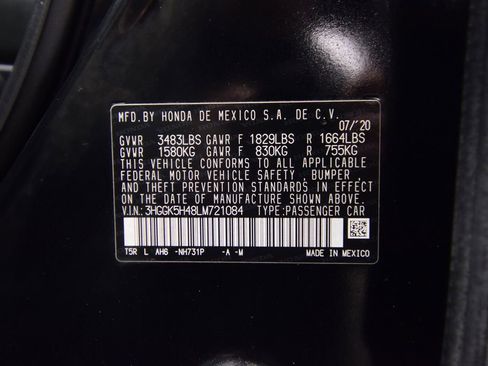 MFD.BY HONDA DE MEXICO S.A. DE C.V.
07/'20
GVWR 3483LBS GAWR F 1829LBS R 1664LBS
GVWR 1580KG GAWR F 830KG R 755KG
THIS VEHICLE CONFORMS TO ALL APPLICABLE
FEDERAL MOTOR VEHICLE SAFETY , BUMPER ,
AND THEFT PREVENTION STANDARDS IN EFFECT
ON THE DATE OF MANUFACTURE SHOWN ABOVE.
V.I.N.: 3HGGK5H48LM721084 TYPE:PASSENGER CAR
T5R L AH6 -NH731P -A -M MADE IN MEXICO